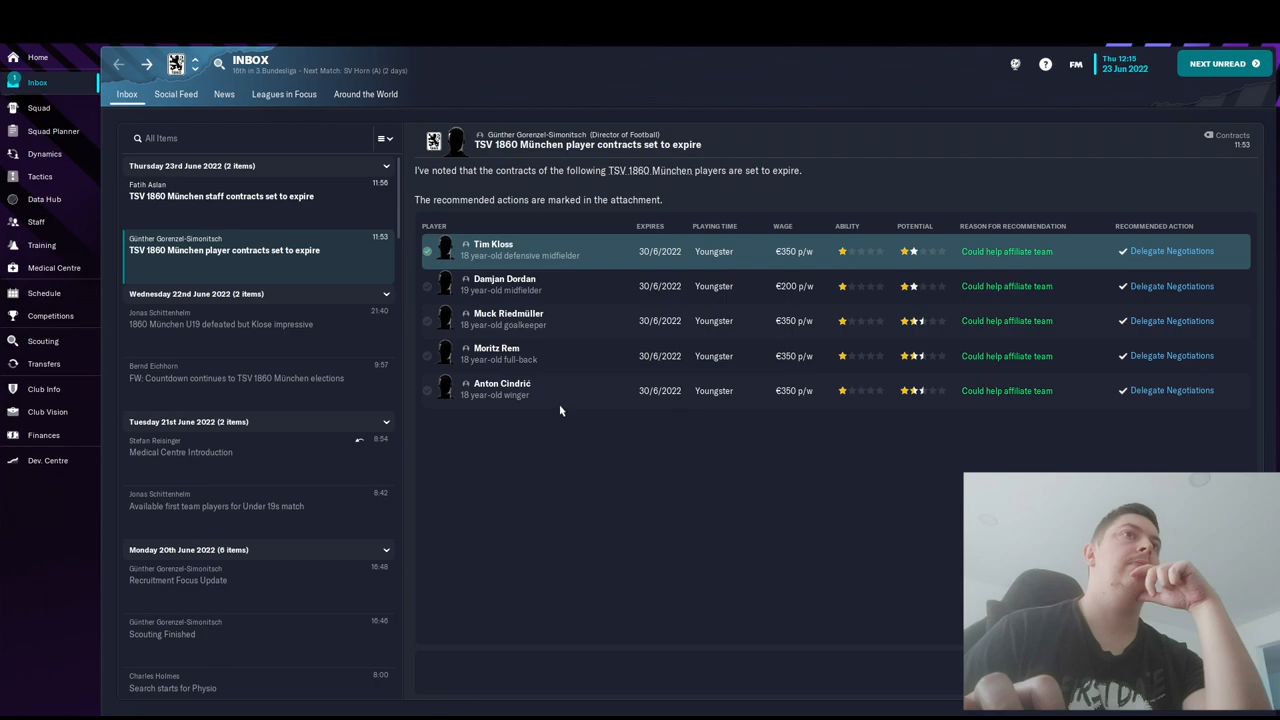 Home
Inbox
Squad
Squad Planner
Dynamics
Tactics
Data Hub
Staff
Training
Medical Centre
Schedule
Competitions
Scouting
Transfers
Club Info
Club Vision
Finances
Dev. Centre
1
INBOX
16th in 3.Bundesliga - Next Match: SV Horn (A) (2 days)
FM
Thu 12:15
23 Jun 2022
NEXT UNREAD
Inbox
Social Feed
News
Leagues in Focus
Around the World
All Items
Thursday 23rd June 2022 (2 items)
Fatih Aslan 11:56
TSV 1860 München staff contracts set to expire
Günther Gorenzel-Simonitsch 11:53
TSV 1860 München player contracts set to expire
Wednesday 22nd June 2022 (2 items)
Jonas Schittenhelm 21:40
1860 München U19 defeated but Klose impressive
Bernd Eichhorn 9:57
FW: Countdown continues to TSV 1860 München elections
Tuesday 21st June 2022 (2 items)
Stefan Reisinger 8:54
Medical Centre Introduction
Jonas Schittenhelm 8:42
Available first team players for Under 19s match
Monday 20th June 2022 (6 items)
Günther Gorenzel-Simonitsch 16:48
Recruitment Focus Update
Günther Gorenzel-Simonitsch 16:46
Scouting Finished
Charles Holmes 8:00
Search starts for Physio
Günther Gorenzel-Simonitsch (Director of Football)
TSV 1860 München player contracts set to expire
Contracts
11:53
I've noted that the contracts of the following TSV 1860 München players are set to expire.
The recommended actions are marked in the attachment.
PLAYER EXPIRES PLAYING TIME WAGE ABILITY POTENTIAL REASON FOR RECOMMENDATION RECOMMENDED ACTION
Tim Kloss
18 year-old defensive midfielder
30/6/2022 Youngster €350 p/w Could help affiliate team Delegate Negotiations
Damjan Dordan
19 year-old midfielder
30/6/2022 Youngster €200 p/w Could help affiliate team Delegate Negotiations
Muck Riedmüller
18 year-old goalkeeper
30/6/2022 Youngster €350 p/w Could help affiliate team Delegate Negotiations
Moritz Rem
18 year-old full-back
30/6/2022 Youngster €350 p/w Could help affiliate team Delegate Negotiations
Anton Cindrić
18 year-old winger
30/6/2022 Youngster €350 p/w Could help affiliate team Delegate Negotiations